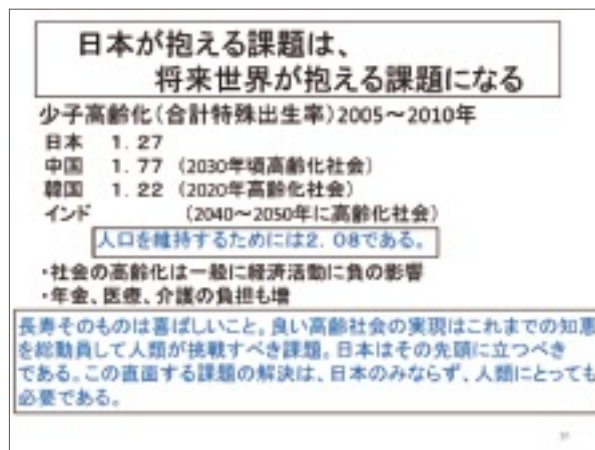 日本が抱える課題は、
将来世界が抱える課題になる
少子高齢化(合計特殊出生率)2005～2010年
日本 1.27
中国 1.77 (2030年頃高齢化社会)
韓国 1.22 (2020年高齢化社会)
インド (2040～2050年に高齢化社会)
人口を維持するためには2.08である。
・社会の高齢化は一般に経済活動に負の影響
・年金、医療、介護の負担も増
長寿そのものは喜ばしいこと。良い高齢社会の実現はこれまでの知恵
を総動員して人類が挑戦すべき課題。日本はその先頭に立つべき
である。この直面する課題の解決は、日本のみならず、人類にとっても
必要である。